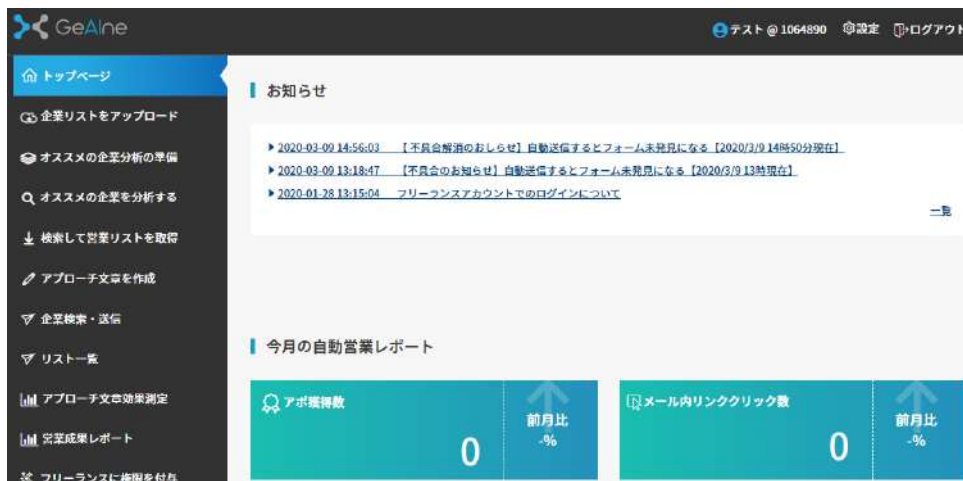 GeAIne
テスト @ 1064890 設定 ログアウト
トップページ
企業リストをアップロード
オススメの企業分析の準備
オススメの企業を分析する
検索して営業リストを取得
アプローチ文章を作成
企業検索・送信
リスト一覧
アプローチ文章効果測定
営業成果レポート
フリーランスに権限を付与
お知らせ
2020-03-09 14:56:03 【不具合解消のおしらせ】自動送信するとフォーム未発見になる【2020/3/9 14時50分現在】
2020-03-09 13:18:47 【不具合のお知らせ】自動送信するとフォーム未発見になる【2020/3/9 13時現在】
2020-01-28 13:15:04 フリーランスアカウントでのログインについて
一覧
今月の自動営業レポート
アポ獲得数
0
前月比
-%
メール内リンククリック数
0
前月比
-%